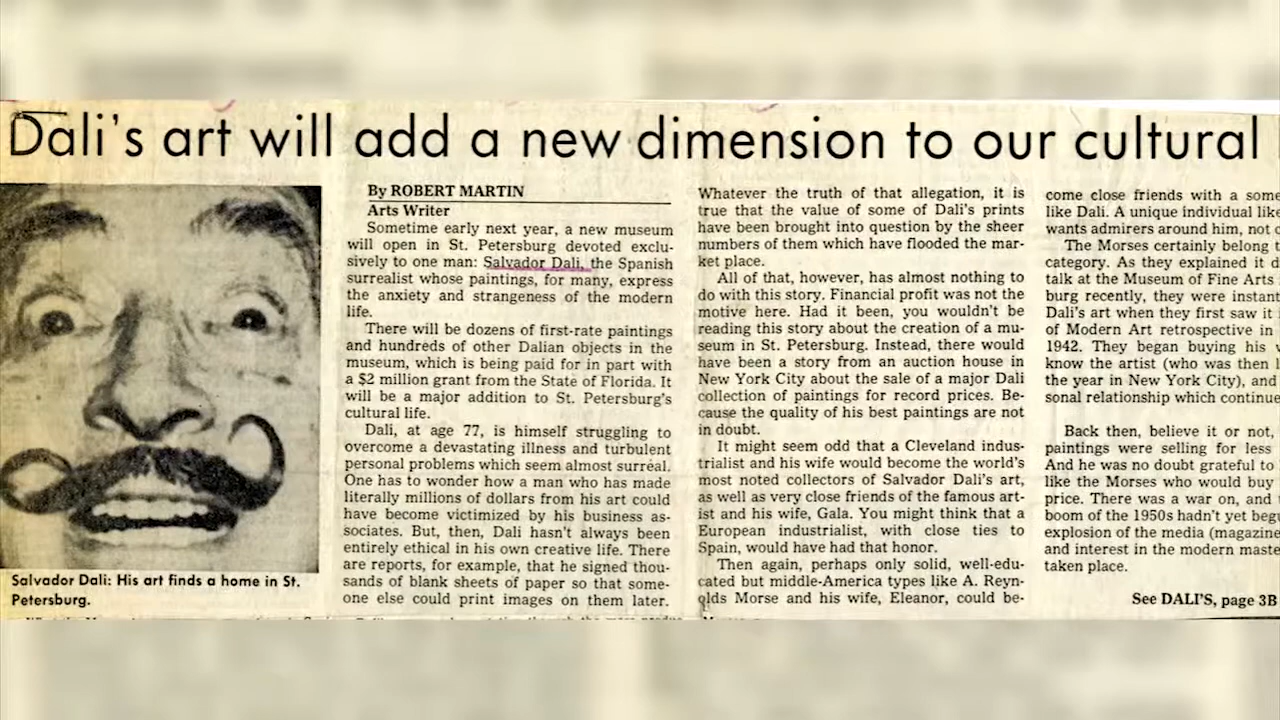 Dali's art will add a new dimension to our cultural
Salvador Dali: His art finds a home in St.
Petersburg.
By ROBERT MARTIN
Arts Writer
Sometime early next year, a new museum
will open in St. Petersburg devoted exclu-
sively to one man: Salvador Dali, the Spanish
surrealist whose paintings, for many, express
the anxiety and strangeness of the modern
life.
There will be dozens of first-rate paintings
and hundreds of other Dalian objects in the
museum, which is being paid for in part with
a $2 million grant from the State of Florida. It
will be a major addition to St. Petersburg's
cultural life.
Dali, at age 77, is himself struggling to
overcome a devastating illness and turbulent
personal problems which seem almost surreal.
One has to wonder how a man who has made
literally millions of dollars from his art could
have become victimized by his business as-
sociates. But, then, Dali hasn't always been
entirely ethical in his own creative life. There
are reports, for example, that he signed thou-
sands of blank sheets of paper so that some-
one else could print images on them later.
Whatever the truth of that allegation, it is
true that the value of some of Dali's prints
have been brought into question by the sheer
numbers of them which have flooded the mar-
ket place.
All of that, however, has almost nothing to
do with this story. Financial profit was not the
motive here. Had it been, you wouldn't be
reading this story about the creation of a mu-
seum in St. Petersburg. Instead, there would
have been a story from an auction house in
New York City about the sale of a major Dali
collection of paintings for record prices. Be-
cause the quality of his best paintings are not
in doubt.
It might seem odd that a Cleveland indus-
trialist and his wife would become the world's
most noted collectors of Salvador Dali's art,
as well as very close friends of the famous art-
ist and his wife, Gala. You might think that a
European industrialist, with close ties to
Spain, would have had that honor.
Then again, perhaps only solid, well-edu-
cated but middle-America types like A. Reyn-
olds Morse and his wife, Eleanor, could be-
come close friends with a some
like Dali. A unique individual like
wants admirers around him, not
The Morses certainly belong t
category. As they explained it d
talk at the Museum of Fine Arts
burg recently, they were instant
Dali's art when they first saw it
of Modern Art retrospective in
1942. They began buying his
know the artist (who was then
the year in New York City), and
sonal relationship which continue
Back then, believe it or not,
paintings were selling for less
And he was no doubt grateful to
like the Morses who would buy
price. There was a war on, and
boom of the 1950s hadn't yet begu
explosion of the media (magazine
and interest in the modern maste
taken place.
See DALI'S, page 3B